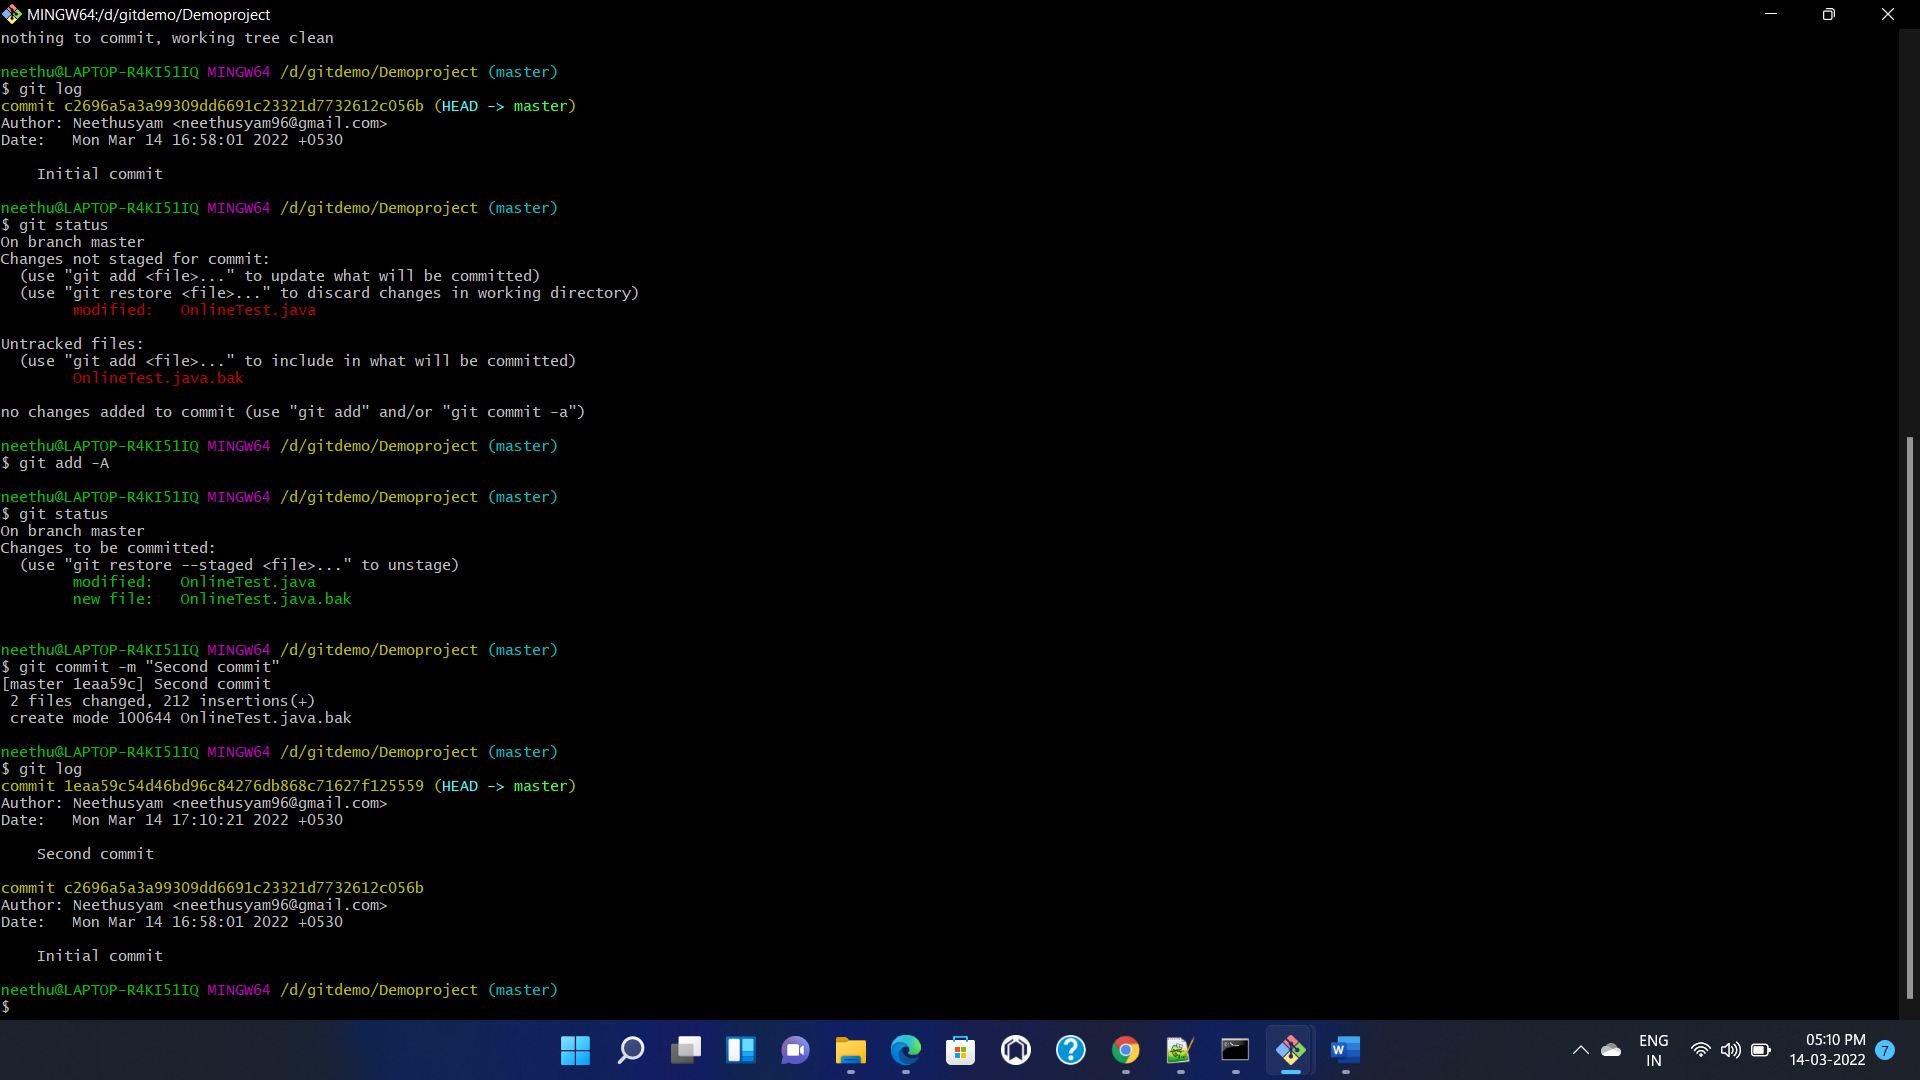 MINGW64:/d/gitdemo/Demoproject
nothing to commit, working tree clean
neethu@LAPTOP-R4KI51IQ MINGW64 /d/gitdemo/Demoproject (master)
$ git log
commit c2696a5a3a99309dd6691c23321d7732612c056b (HEAD -> master)
Author: Neethusyam <neethusyam96@gmail.com>
Date:   Mon Mar 14 16:58:01 2022 +0530
Initial commit
neethu@LAPTOP-R4KI51IQ MINGW64 /d/gitdemo/Demoproject (master)
$ git status
On branch master
Changes not staged for commit:
(use "git add <file>..." to update what will be committed)
(use "git restore <file>..." to discard changes in working directory)
modified:   OnlineTest.java
Untracked files:
(use "git add <file>..." to include in what will be committed)
OnlineTest.java.bak
no changes added to commit (use "git add" and/or "git commit -a")
neethu@LAPTOP-R4KI51IQ MINGW64 /d/gitdemo/Demoproject (master)
$ git add -A
neethu@LAPTOP-R4KI51IQ MINGW64 /d/gitdemo/Demoproject (master)
$ git status
On branch master
Changes to be committed:
(use "git restore --staged <file>..." to unstage)
modified:   OnlineTest.java
new file:   OnlineTest.java.bak
neethu@LAPTOP-R4KI51IQ MINGW64 /d/gitdemo/Demoproject (master)
$ git commit -m "Second commit"
[master 1eaa59c] Second commit
2 files changed, 212 insertions(+)
create mode 100644 OnlineTest.java.bak
neethu@LAPTOP-R4KI51IQ MINGW64 /d/gitdemo/Demoproject (master)
$ git log
commit 1eaa59c54d46bd96c84276db868c71627f125559 (HEAD -> master)
Author: Neethusyam <neethusyam96@gmail.com>
Date:   Mon Mar 14 17:10:21 2022 +0530
Second commit
commit c2696a5a3a99309dd6691c23321d7732612c056b
Author: Neethusyam <neethusyam96@gmail.com>
Date:   Mon Mar 14 16:58:01 2022 +0530
Initial commit
neethu@LAPTOP-R4KI51IQ MINGW64 /d/gitdemo/Demoproject (master)
$
ENG
IN
05:10 PM
14-03-2022
7